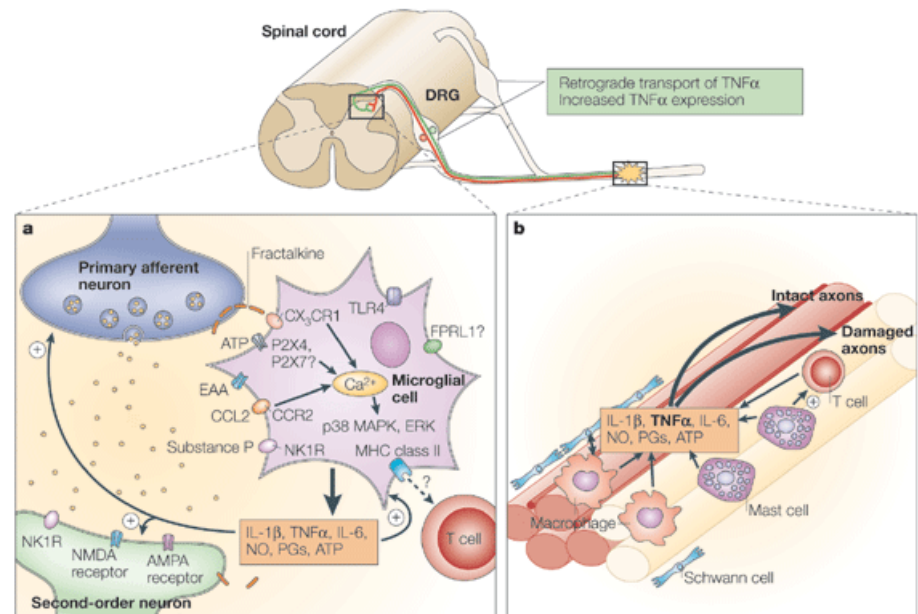 Spinal cord
DRG
Retrograde transport of TNFα
Increased TNFα expression
a
Primary afferent
neuron
Fractalkine
CX₃CR1
TLR4
FPRL1?
ATP
P2X4,
P2X7?
Ca²⁺
Microglial
cell
EAA
CCL2
CCR2
p38 MAPK, ERK
Substance P
NK1R
MHC class II
?
+
+
+
IL-1β, TNFα, IL-6,
NO, PGs, ATP
T cell
NK1R
NMDA
receptor
AMPA
receptor
Second-order neuron
b
Intact axons
Damaged
axons
T cell
+
IL-1β, TNFα, IL-6,
NO, PGs, ATP
Mast cell
Macrophage
Schwann cell